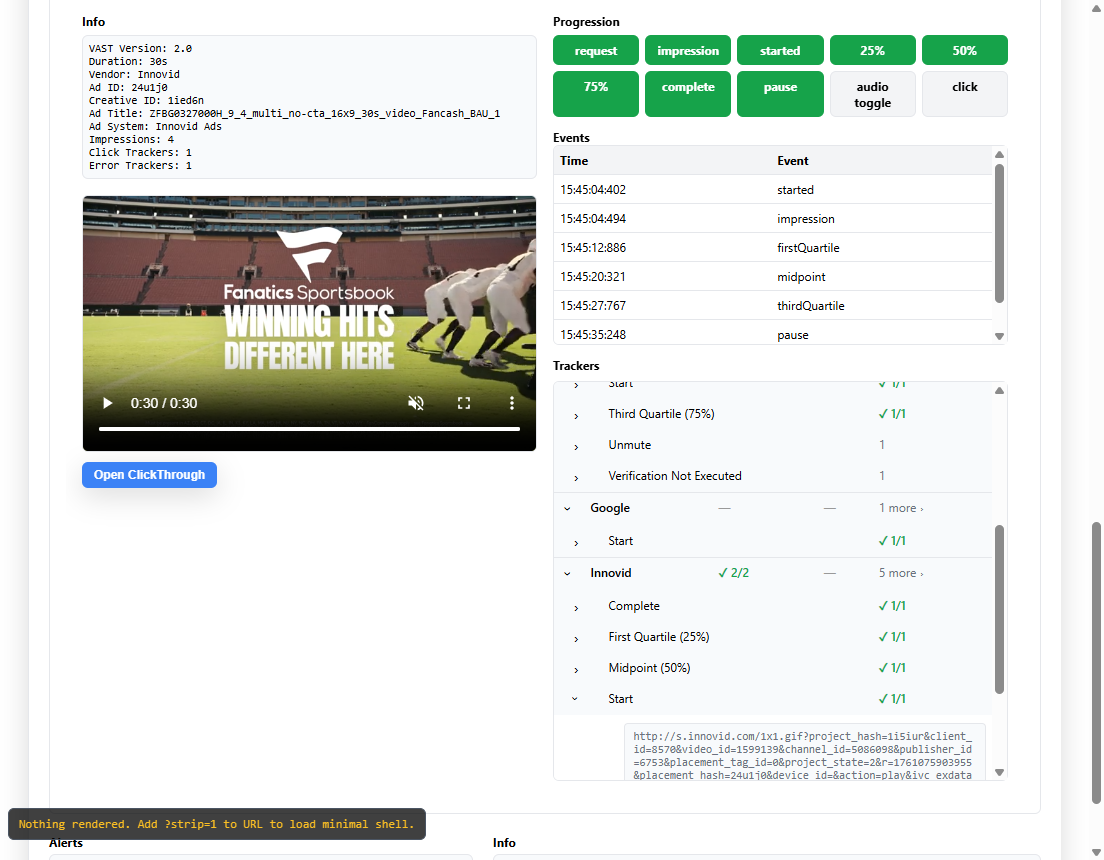 Info
VAST Version: 2.0
Duration: 30s
Vendor: Innovid
Ad ID: 24u1j0
Creative ID: 1ied6n
Ad Title: ZFBG0327000H_9_4_multi_no-cta_16x9_30s_video_Fancash_BAU_1
Ad System: Innovid Ads
Impressions: 4
Click Trackers: 1
Error Trackers: 1
Fanatics Sportsbook
WINNING HITS
DIFFERENT HERE
0:30 / 0:30
Open ClickThrough
Progression
request impression started 25% 50%
75% complete pause audio toggle click
Events
Time Event
15:45:04:402 started
15:45:04:494 impression
15:45:12:886 firstQuartile
15:45:20:321 midpoint
15:45:27:767 thirdQuartile
15:45:35:248 pause
Trackers
Start ✓ 1/1
Third Quartile (75%) ✓ 1/1
Unmute 1
Verification Not Executed 1
Google — — 1 more ›
Start ✓ 1/1
Innovid ✓ 2/2 — 5 more ›
Complete ✓ 1/1
First Quartile (25%) ✓ 1/1
Midpoint (50%) ✓ 1/1
Start ✓ 1/1
http://s.innovid.com/1x1.gif?project_hash=1i5iur&client_
id=8570&video_id=1599139&channel_id=5086098&publisher_id
=6753&placement_tag_id=0&project_state=2&r=1761075903955
&placement_hash=24u1j0&device_id=&action=play&ivc_exdata
Nothing rendered. Add ?strip=1 to URL to load minimal shell.
Alerts
Info